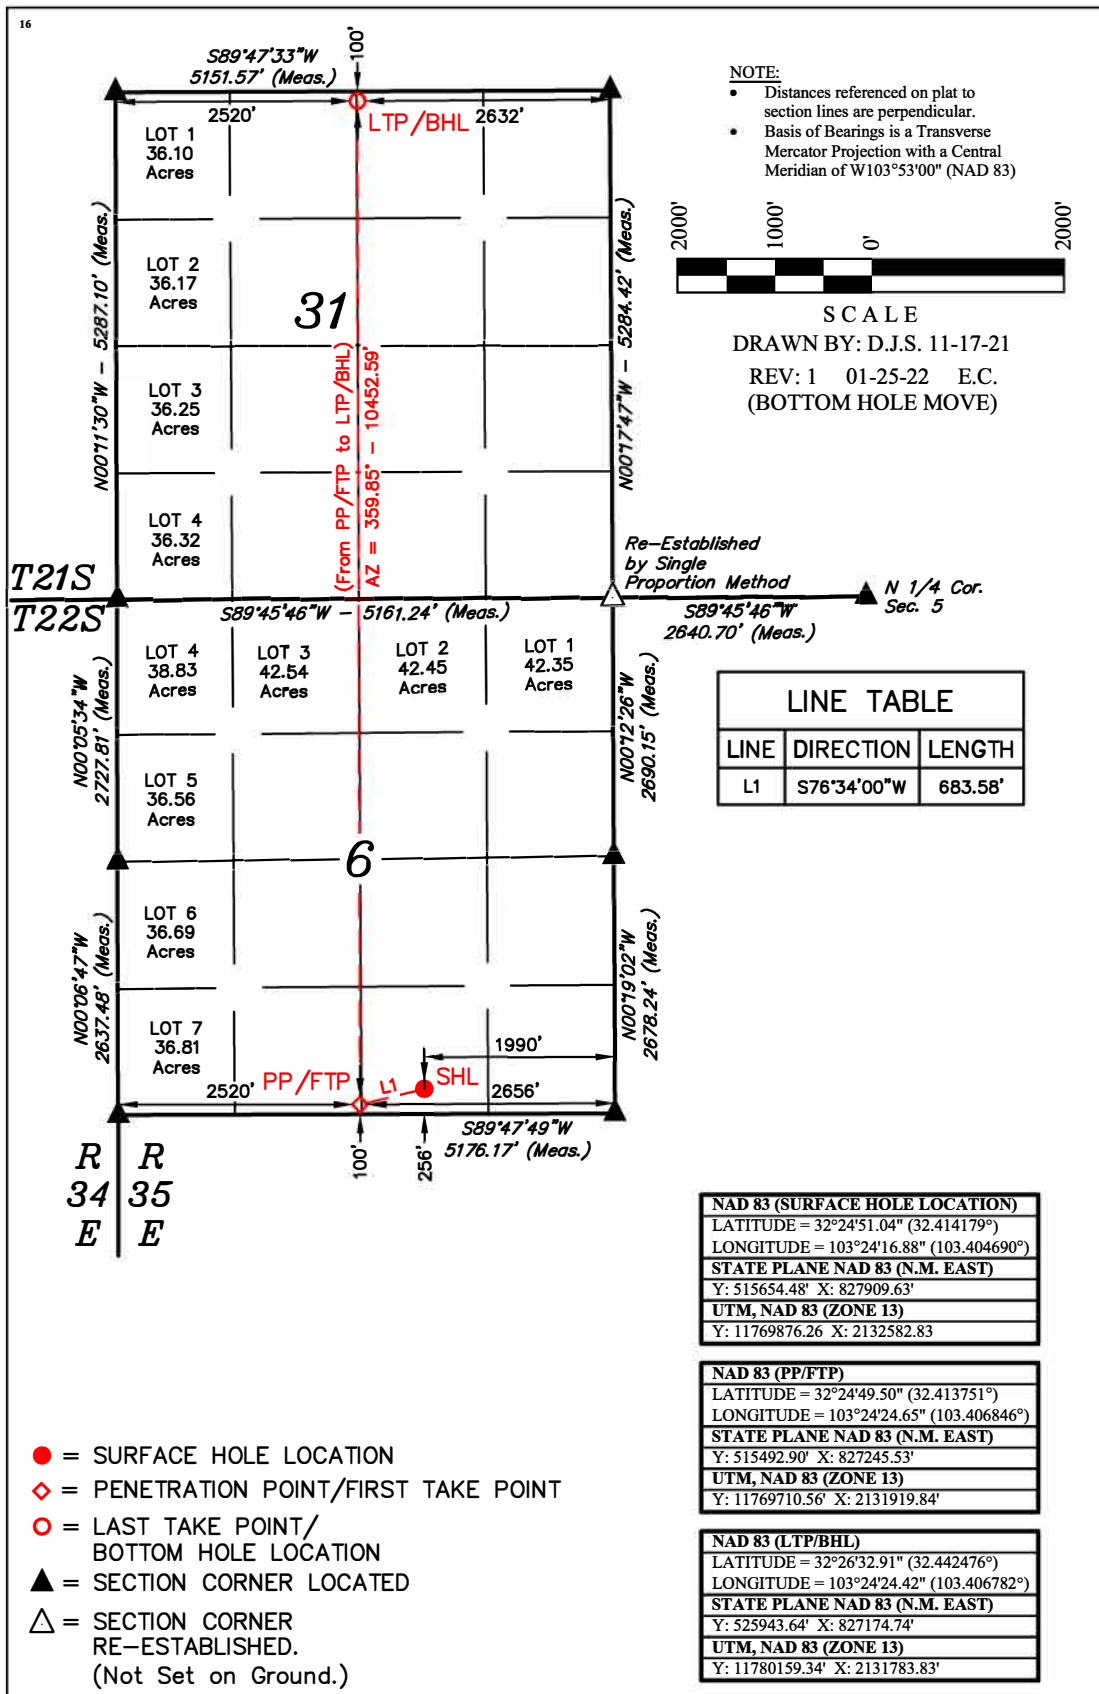 16
S89°47'33"W
5151.57' (Meas.)
100'
2520'
2632'
LTP/BHL
LOT 1
36.10
Acres
LOT 2
36.17
Acres
31
LOT 3
36.25
Acres
LOT 4
36.32
Acres
N00°11'30"W - 5287.10' (Meas.)
N00°17'47"W - 5284.42' (Meas.)
(From PP/FTP to LTP/BHL)
AZ = 359.85° - 10452.59'
NOTE:
• Distances referenced on plat to
section lines are perpendicular.
• Basis of Bearings is a Transverse
Mercator Projection with a Central
Meridian of W103°53'00" (NAD 83)
2000'
1000'
0'
2000'
SCALE
DRAWN BY: D.J.S. 11-17-21
REV: 1 01-25-22 E.C.
(BOTTOM HOLE MOVE)
Re-Established
by Single
Proportion Method
N 1/4 Cor.
Sec. 5
T21S
T22S
S89°45'46"W - 5161.24' (Meas.)
S89°45'46"W
2640.70' (Meas.)
LOT 4
38.83
Acres
LOT 3
42.54
Acres
LOT 2
42.45
Acres
LOT 1
42.35
Acres
N00°05'34"W
2727.81' (Meas.)
N00°12'26"W
2690.15' (Meas.)
LOT 5
36.56
Acres
6
LOT 6
36.69
Acres
N00°06'47"W
2637.48' (Meas.)
N00°19'02"W
2678.24' (Meas.)
LOT 7
36.81
Acres
1990'
PP/FTP
L1
SHL
2520'
2656'
S89°47'49"W
5176.17' (Meas.)
100'
256'
R R
34 35
E E
LINE TABLE
LINE DIRECTION LENGTH
L1 S76°34'00"W 683.58'
NAD 83 (SURFACE HOLE LOCATION)
LATITUDE = 32°24'51.04" (32.414179°)
LONGITUDE = 103°24'16.88" (103.404690°)
STATE PLANE NAD 83 (N.M. EAST)
Y: 515654.48' X: 827909.63'
UTM, NAD 83 (ZONE 13)
Y: 11769876.26 X: 2132582.83
NAD 83 (PP/FTP)
LATITUDE = 32°24'49.50" (32.413751°)
LONGITUDE = 103°24'24.65" (103.406846°)
STATE PLANE NAD 83 (N.M. EAST)
Y: 515492.90' X: 827245.53'
UTM, NAD 83 (ZONE 13)
Y: 11769710.56' X: 2131919.84'
NAD 83 (LTP/BHL)
LATITUDE = 32°26'32.91" (32.442476°)
LONGITUDE = 103°24'24.42" (103.406782°)
STATE PLANE NAD 83 (N.M. EAST)
Y: 525943.64' X: 827174.74'
UTM, NAD 83 (ZONE 13)
Y: 11780159.34' X: 2131783.83'
= SURFACE HOLE LOCATION
= PENETRATION POINT/FIRST TAKE POINT
= LAST TAKE POINT/
BOTTOM HOLE LOCATION
= SECTION CORNER LOCATED
= SECTION CORNER
RE-ESTABLISHED.
(Not Set on Ground.)